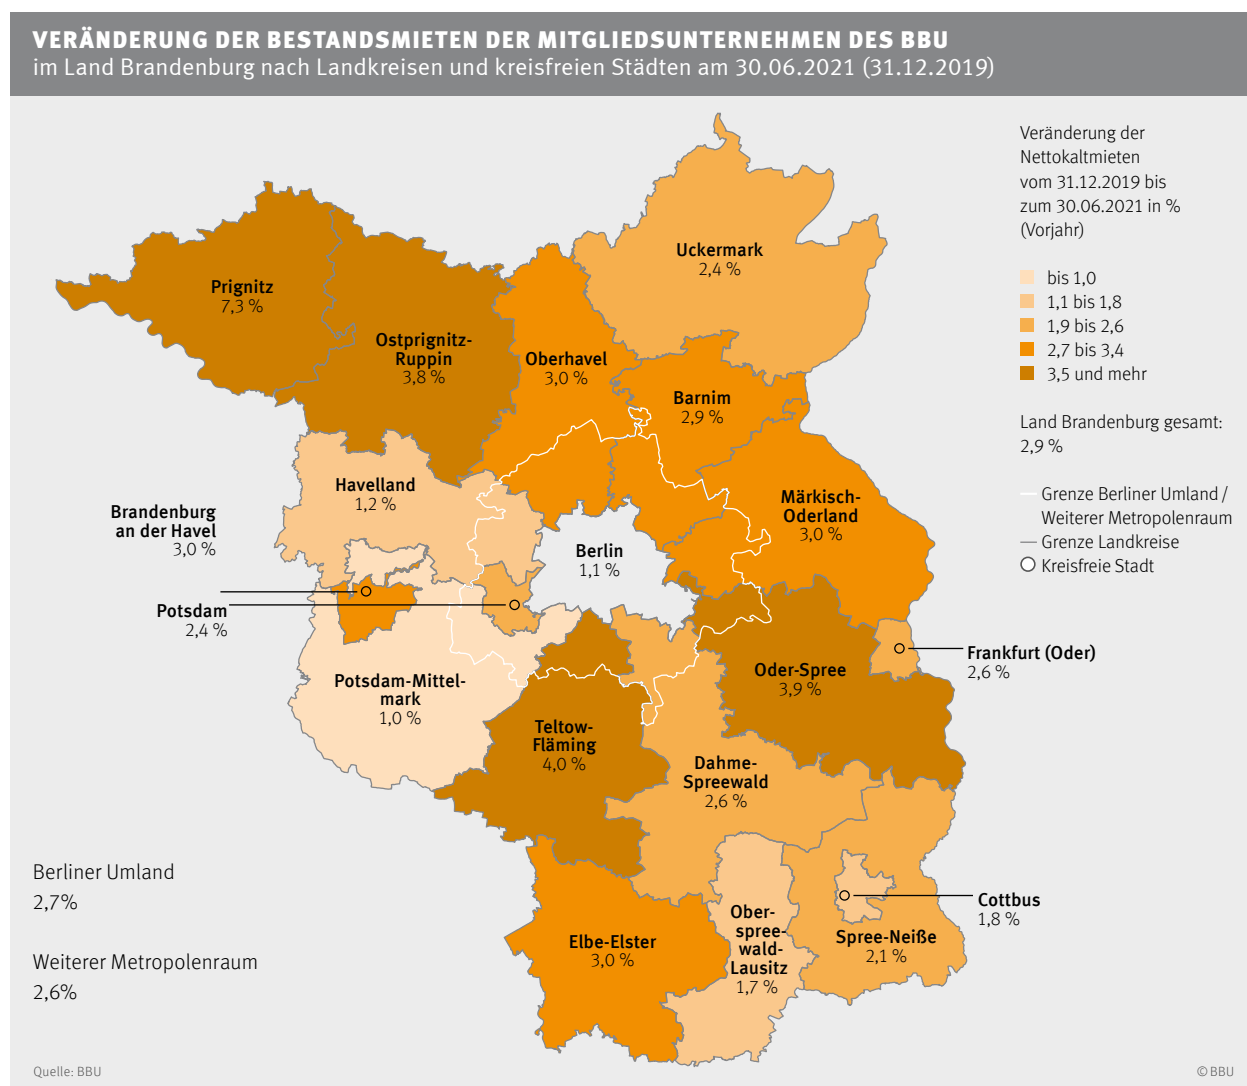 VERÄNDERUNG DER BESTANDSMIETEN DER MITGLIEDSUNTERNEHMEN DES BBU
im Land Brandenburg nach Landkreisen und kreisfreien Städten am 30.06.2021 (31.12.2019)
Veränderung der
Nettokaltmieten
vom 31.12.2019 bis
zum 30.06.2021 in %
(Vorjahr)
bis 1,0
1,1 bis 1,8
1,9 bis 2,6
2,7 bis 3,4
3,5 und mehr
Land Brandenburg gesamt:
2,9 %
Grenze Berliner Umland /
Weiterer Metropolenraum
Grenze Landkreise
Kreisfreie Stadt
Uckermark
2,4 %
Prignitz
7,3 %
Ostprignitz-
Ruppin
3,8 %
Oberhavel
3,0 %
Barnim
2,9 %
Havelland
1,2 %
Märkisch-
Oderland
3,0 %
Brandenburg
an der Havel
3,0 %
Berlin
1,1 %
Potsdam
2,4 %
Frankfurt (Oder)
2,6 %
Oder-Spree
3,9 %
Potsdam-Mittel-
mark
1,0 %
Teltow-
Fläming
4,0 %
Dahme-
Spreewald
2,6 %
Cottbus
1,8 %
Ober-
spree-
wald-
Lausitz
1,7 %
Spree-Neiße
2,1 %
Elbe-Elster
3,0 %
Berliner Umland
2,7%
Weiterer Metropolenraum
2,6%
Quelle: BBU
© BBU